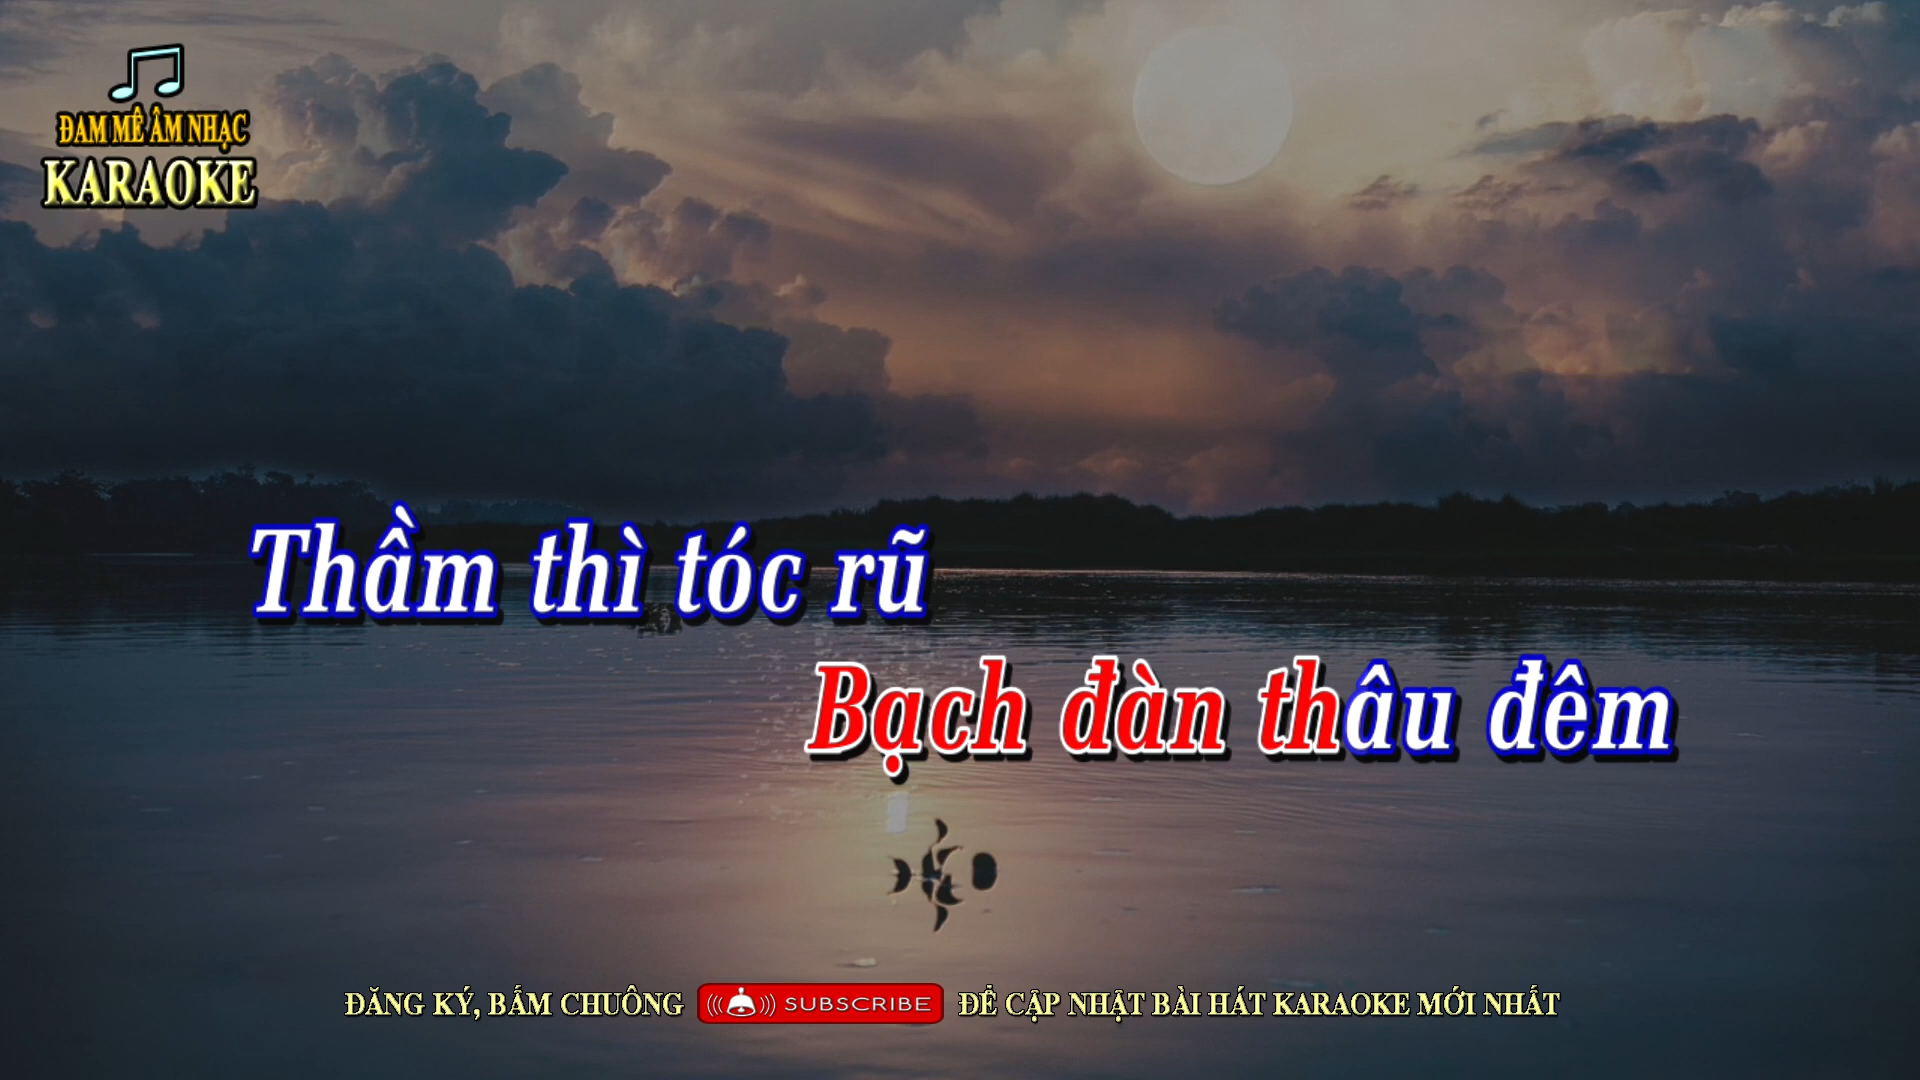 ĐAM MÊ ÂM NHẠC
KARAOKE
Thầm thì tóc rũ
Bạch đàn thâu đêm
ĐĂNG KÝ, BẤM CHUÔNG SUBSCRIBE ĐỂ CẬP NHẬT BÀI HÁT KARAOKE MỚI NHẤT